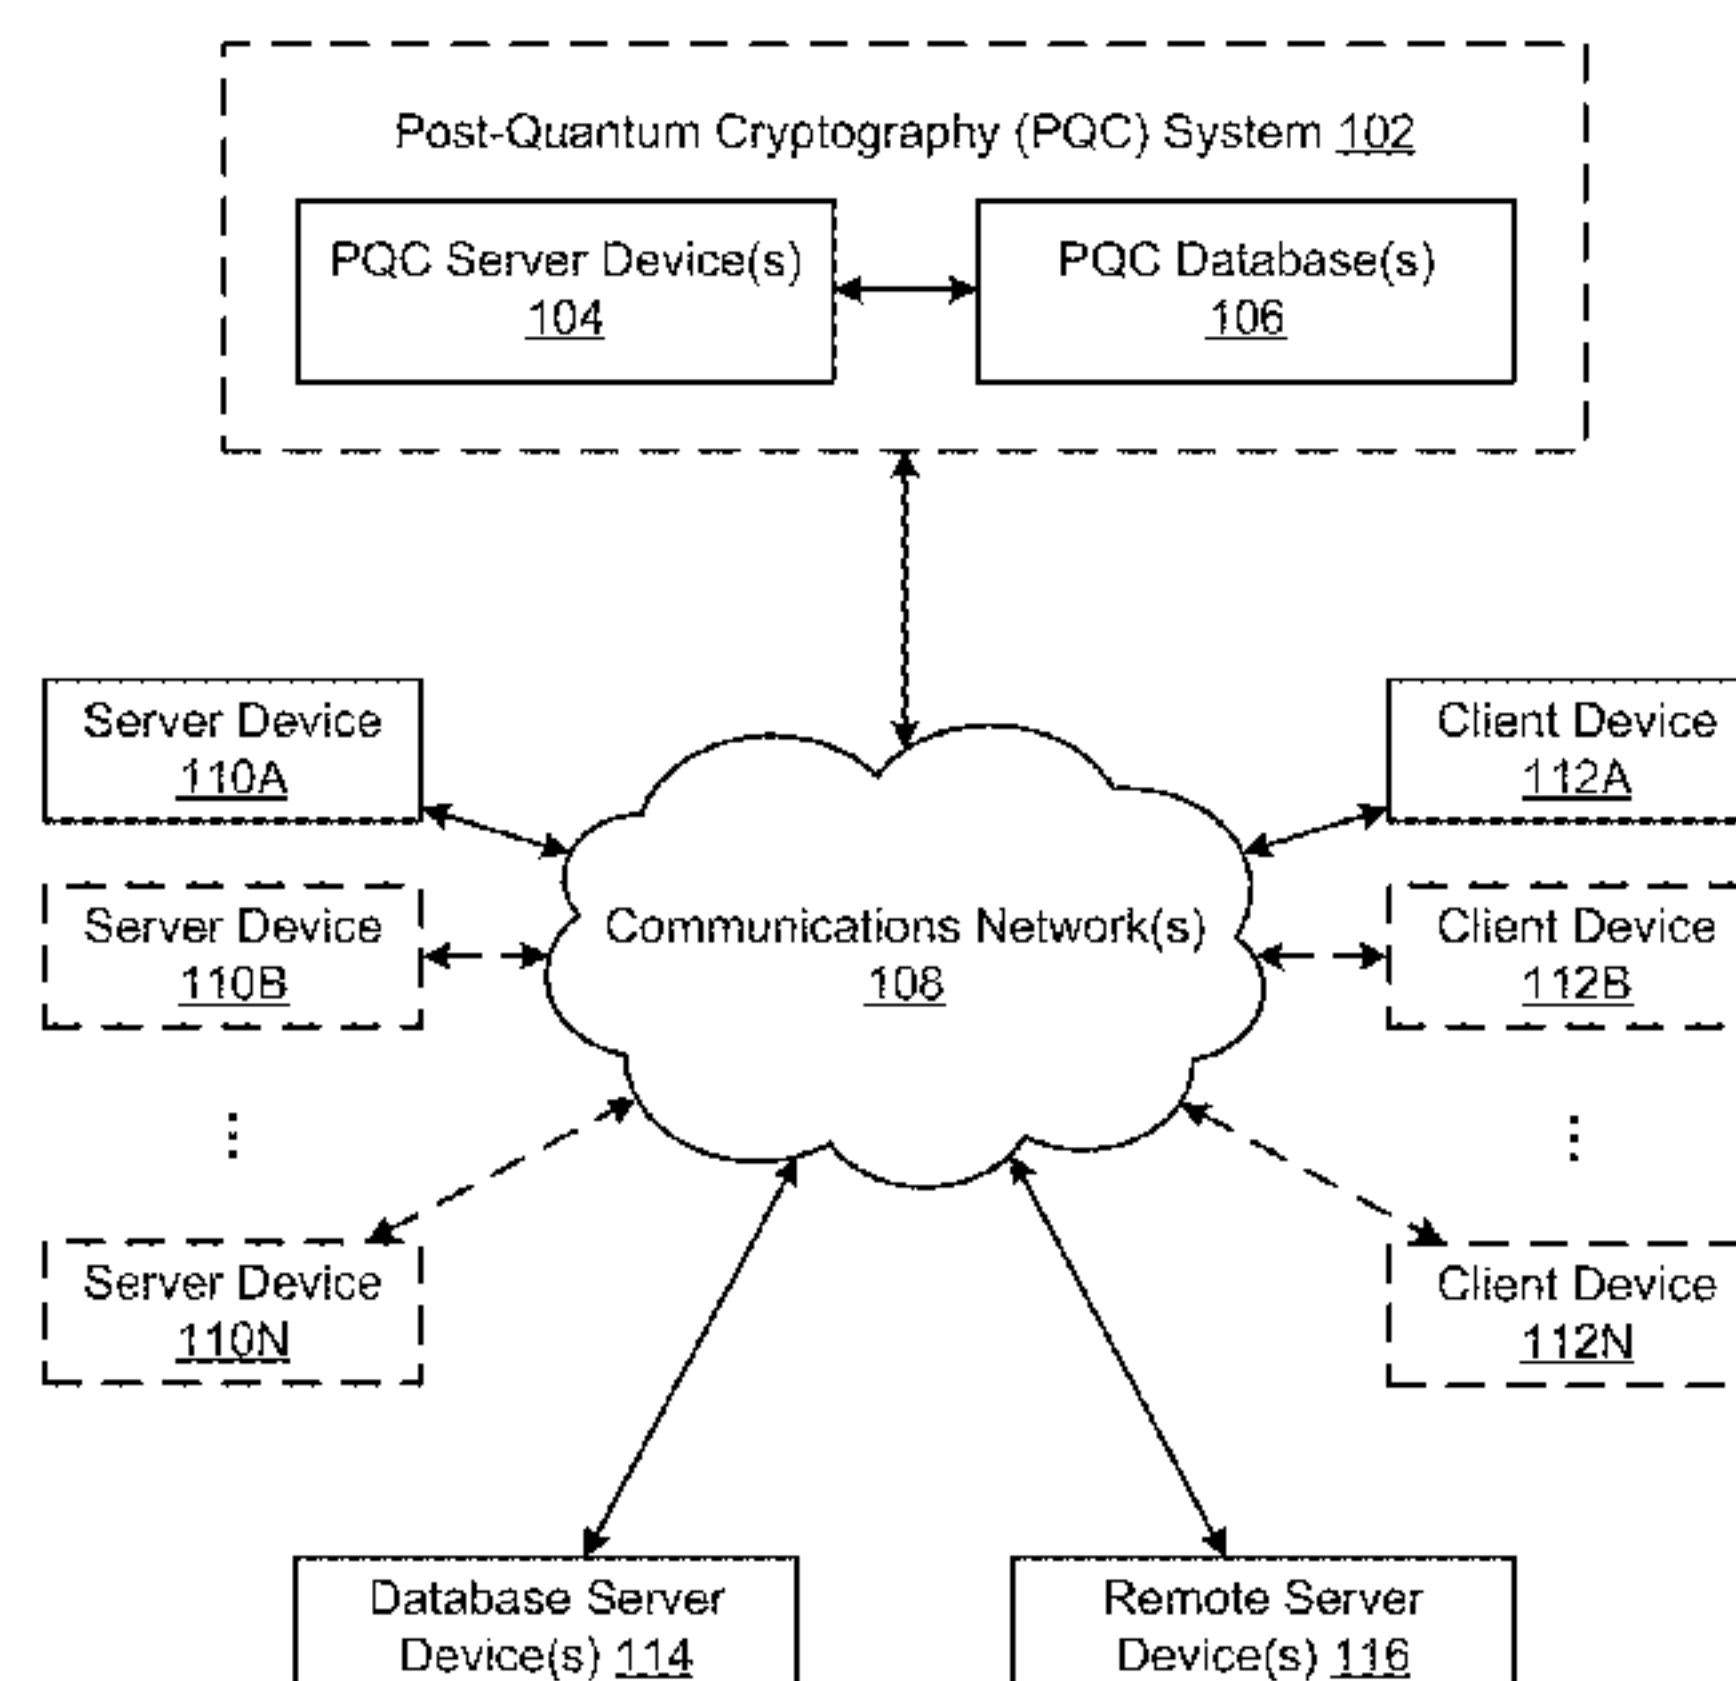 Post-Quantum Cryptography (PQC) System 102
PQC Server Device(s)
104
PQC Database(s)
106
Server Device
110A
Client Device
112A
Server Device
110B
Communications Network(s)
108
Client Device
112B
⋮
⋮
Server Device
110N
Client Device
112N
Database Server
Device(s) 114
Remote Server
Device(s) 116